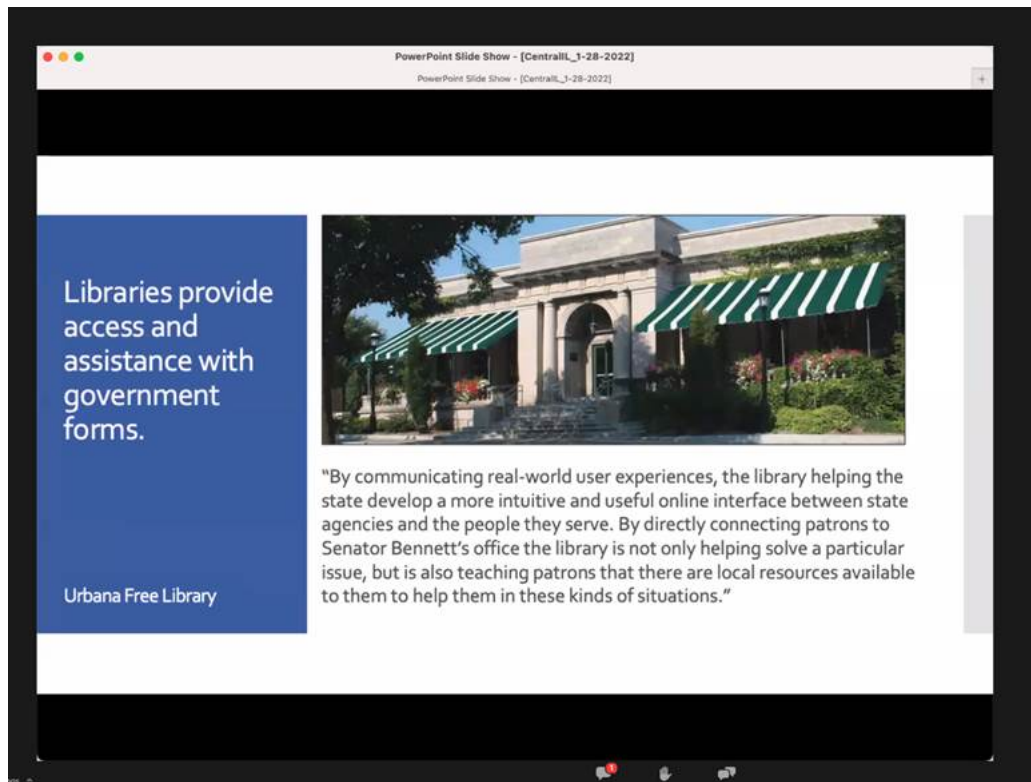 PowerPoint Slide Show - [CentralIL_1-28-2022]
PowerPoint Slide Show - [CentralIL_1-28-2022]
+
Libraries provide
access and
assistance with
government
forms.
Urbana Free Library
“By communicating real-world user experiences, the library helping the
state develop a more intuitive and useful online interface between state
agencies and the people they serve. By directly connecting patrons to
Senator Bennett’s office the library is not only helping solve a particular
issue, but is also teaching patrons that there are local resources available
to them to help them in these kinds of situations.”
1